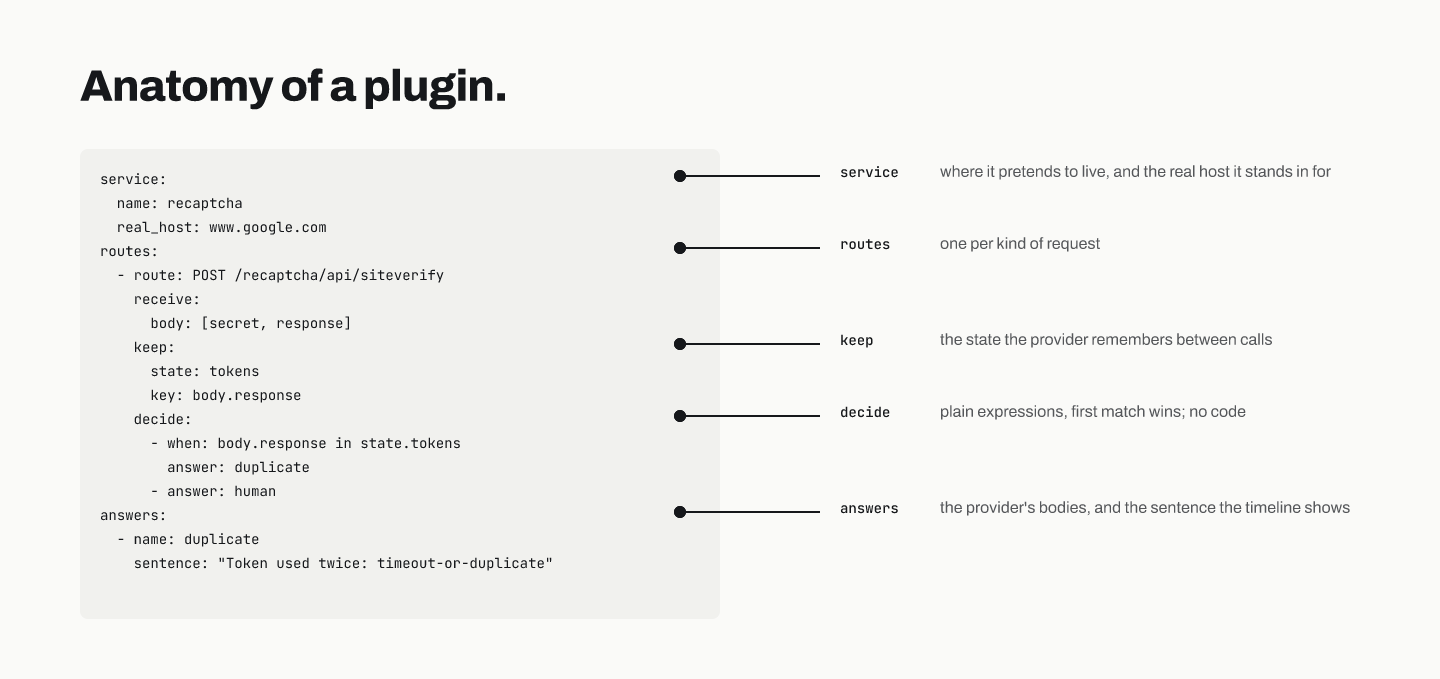 Anatomy of a plugin.
service:
  name: recaptcha
  real_host: www.google.com
routes:
  - route: POST /recaptcha/api/siteverify
    receive:
      body: [secret, response]
    keep:
      state: tokens
      key: body.response
    decide:
      - when: body.response in state.tokens
        answer: duplicate
      - answer: human
answers:
  - name: duplicate
    sentence: "Token used twice: timeout-or-duplicate"
service where it pretends to live, and the real host it stands in for
routes one per kind of request
keep the state the provider remembers between calls
decide plain expressions, first match wins; no code
answers the provider's bodies, and the sentence the timeline shows